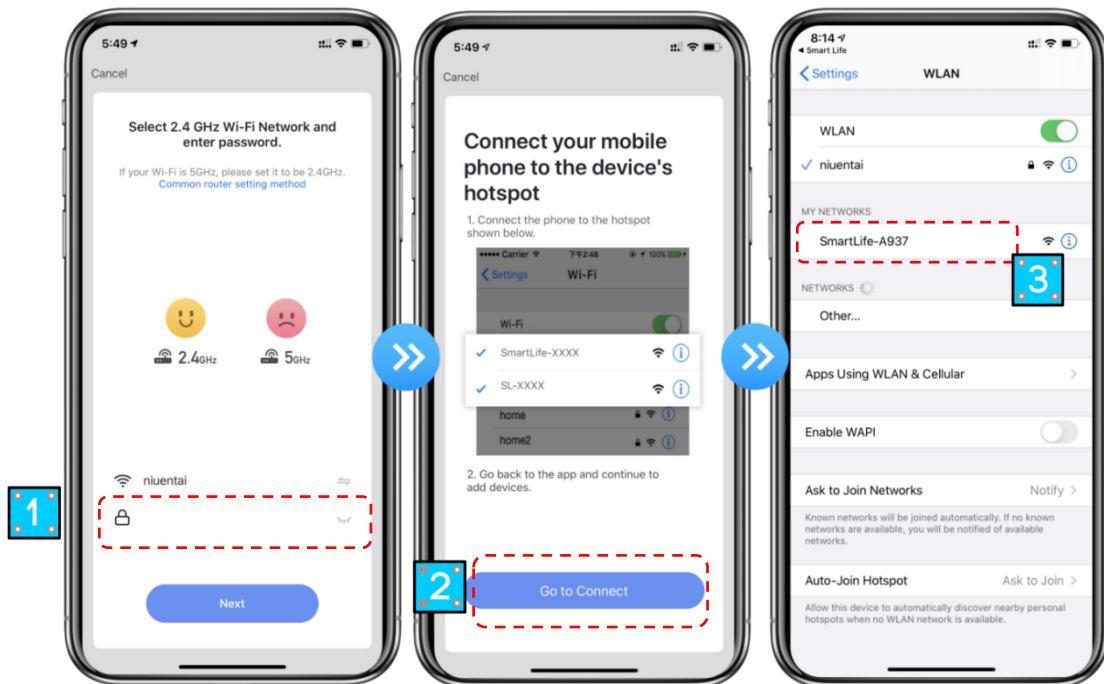 5:49
Cancel
Select 2.4 GHz Wi-Fi Network and
enter password.
If your Wi-Fi is 5GHz, please set it to be 2.4GHz.
Common router setting method
2.4GHz
5GHz
niuentai
1
Next
5:49
Cancel
Connect your mobile
phone to the device's
hotspot
1. Connect the phone to the hotspot
shown below.
Carrier 下午2:48 100%
Settings Wi-Fi
Wi-Fi
SmartLife-XXXX
SL-XXXX
home
home2
2. Go back to the app and continue to
add devices.
2
Go to Connect
8:14
Smart Life
Settings WLAN
WLAN
niuentai
MY NETWORKS
SmartLife-A937
3
NETWORKS
Other...
Apps Using WLAN & Cellular
Enable WAPI
Ask to Join Networks Notify
Known networks will be joined automatically. If no known
networks are available, you will be notified of available
networks.
Auto-Join Hotspot Ask to Join
Allow this device to automatically discover nearby personal
hotspots when no WLAN network is available.